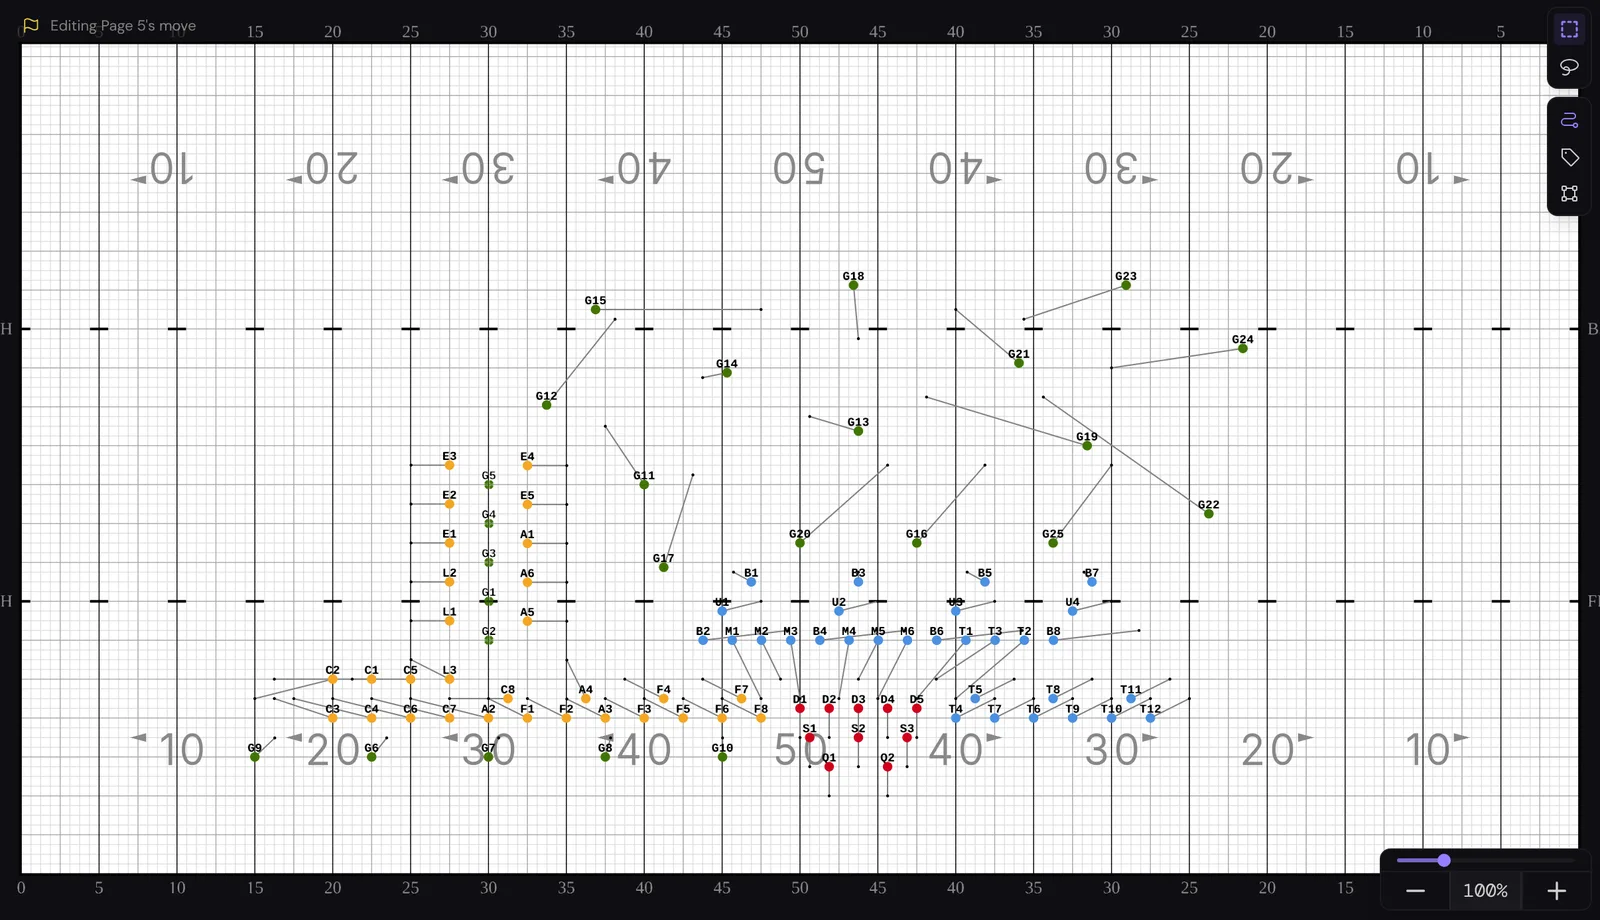 Editing Page 5's move
0 5 10 15 20 25 30 35 40 45 50 45 40 35 30 25 20 15 10 5
10 20 30 40 50 40 30 20 10
G18 G23
G15
H B
G24
G21
G14
G12
G13
G19
E3 E4
G5 G11
E2 E5
G22
G4
E1 A1 G20 G16 G25
G3 G17
L2 A6 B1 B3 B5 B7
H G1 U1 U2 U3 U4 F
L1 A5
G2 B2 M1 M2 M3 B4 M4 M5 M6 B6 T1 T3 T2 B8
C2 C1 C5 L3
C8 A4 F4 F7 T5 T8 T11
D1 D2 D3 D4 D5
C3 C4 C6 C7 A2 F1 F2 A3 F3 F5 F6 F8 T4 T7 T6 T9 T10 T12
S1 S2 S3
10 20 30 40 50 40 30 20 10
G9 G6 G7 G8 G10
Q1 Q2
0 5 10 15 20 25 30 35 40 45 50 45 40 35 30 25 20 15
100%